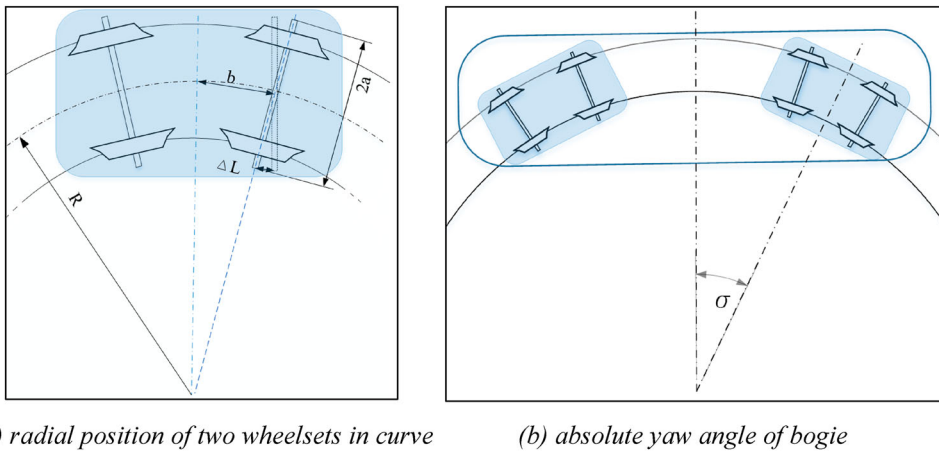 b
2a
△ L
R
σ
) radial position of two wheelsets in curve
(b) absolute yaw angle of bogie